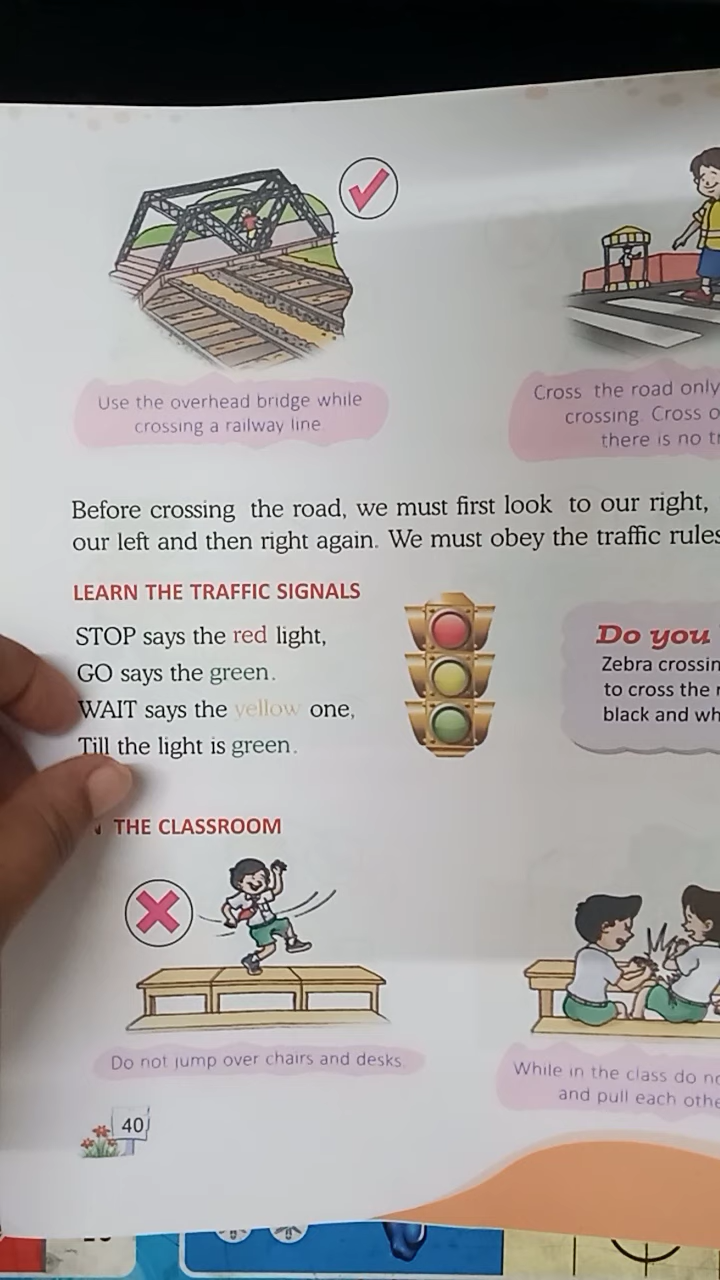 Use the overhead bridge while
crossing a railway line.
Cross the road only
crossing. Cross
there is no
Before crossing the road, we must first look to our right,
our left and then right again. We must obey the traffic rules
LEARN THE TRAFFIC SIGNALS
STOP says the red light,
GO says the green.
WAIT says the yellow one,
Till the light is green.
Do you
Zebra
to cross the
black and
THE CLASSROOM
Do not jump over chairs and desks.
While in the class do
and pull each
40